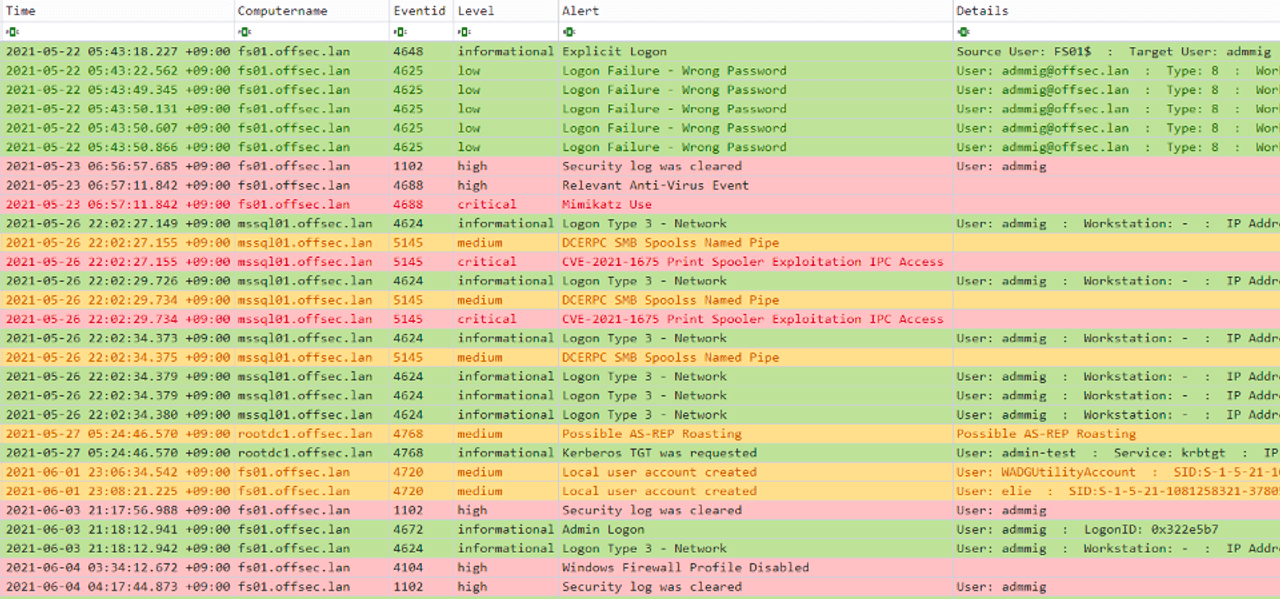 Time Computername Eventid Level Alert Details
2021-05-22 05:43:18.227 +09:00 fs01.offsec.lan 4648 informational Explicit Logon Source User: FS01$ : Target User: admmig
2021-05-22 05:43:22.562 +09:00 fs01.offsec.lan 4625 low Logon Failure - Wrong Password User: admmig@offsec.lan : Type: 8 : Wor
2021-05-22 05:43:49.345 +09:00 fs01.offsec.lan 4625 low Logon Failure - Wrong Password User: admmig@offsec.lan : Type: 8 : Wor
2021-05-22 05:43:50.131 +09:00 fs01.offsec.lan 4625 low Logon Failure - Wrong Password User: admmig@offsec.lan : Type: 8 : Wor
2021-05-22 05:43:50.607 +09:00 fs01.offsec.lan 4625 low Logon Failure - Wrong Password User: admmig@offsec.lan : Type: 8 : Wor
2021-05-22 05:43:50.866 +09:00 fs01.offsec.lan 4625 low Logon Failure - Wrong Password User: admmig@offsec.lan : Type: 8 : Wor
2021-05-23 06:56:57.685 +09:00 fs01.offsec.lan 1102 high Security log was cleared User: admmig
2021-05-23 06:57:11.842 +09:00 fs01.offsec.lan 4688 high Relevant Anti-Virus Event
2021-05-23 06:57:11.842 +09:00 fs01.offsec.lan 4688 critical Mimikatz Use
2021-05-26 22:02:27.149 +09:00 mssql01.offsec.lan 4624 informational Logon Type 3 - Network User: admmig : Workstation: - : IP Addr
2021-05-26 22:02:27.155 +09:00 mssql01.offsec.lan 5145 medium DCERPC SMB Spoolss Named Pipe
2021-05-26 22:02:27.155 +09:00 mssql01.offsec.lan 5145 critical CVE-2021-1675 Print Spooler Exploitation IPC Access
2021-05-26 22:02:29.726 +09:00 mssql01.offsec.lan 4624 informational Logon Type 3 - Network User: admmig : Workstation: - : IP Addr
2021-05-26 22:02:29.734 +09:00 mssql01.offsec.lan 5145 medium DCERPC SMB Spoolss Named Pipe
2021-05-26 22:02:29.734 +09:00 mssql01.offsec.lan 5145 critical CVE-2021-1675 Print Spooler Exploitation IPC Access
2021-05-26 22:02:34.373 +09:00 mssql01.offsec.lan 4624 informational Logon Type 3 - Network User: admmig : Workstation: - : IP Addr
2021-05-26 22:02:34.375 +09:00 mssql01.offsec.lan 5145 medium DCERPC SMB Spoolss Named Pipe
2021-05-26 22:02:34.379 +09:00 mssql01.offsec.lan 4624 informational Logon Type 3 - Network User: admmig : Workstation: - : IP Addr
2021-05-26 22:02:34.379 +09:00 mssql01.offsec.lan 4624 informational Logon Type 3 - Network User: admmig : Workstation: - : IP Addr
2021-05-26 22:02:34.380 +09:00 mssql01.offsec.lan 4624 informational Logon Type 3 - Network User: admmig : Workstation: - : IP Addr
2021-05-27 05:24:46.570 +09:00 rootdc1.offsec.lan 4768 medium Possible AS-REP Roasting Possible AS-REP Roasting
2021-05-27 05:24:46.570 +09:00 rootdc1.offsec.lan 4768 informational Kerberos TGT was requested User: admin-test : Service: krbtgt : IP
2021-06-01 23:06:34.542 +09:00 fs01.offsec.lan 4720 medium Local user account created User: WADGUtilityAccount : SID:S-1-5-21-10
2021-06-01 23:08:21.225 +09:00 fs01.offsec.lan 4720 medium Local user account created User: elie : SID:S-1-5-21-1081258321-3780
2021-06-03 21:17:56.988 +09:00 fs01.offsec.lan 1102 high Security log was cleared User: admmig
2021-06-03 21:18:12.941 +09:00 fs01.offsec.lan 4672 informational Admin Logon User: admmig : LogonID: 0x322e5b7
2021-06-03 21:18:12.942 +09:00 fs01.offsec.lan 4624 informational Logon Type 3 - Network User: admmig : Workstation: - : IP Addr
2021-06-04 03:34:12.672 +09:00 fs01.offsec.lan 4104 high Windows Firewall Profile Disabled
2021-06-04 04:17:44.873 +09:00 fs01.offsec.lan 1102 high Security log was cleared User: admmig